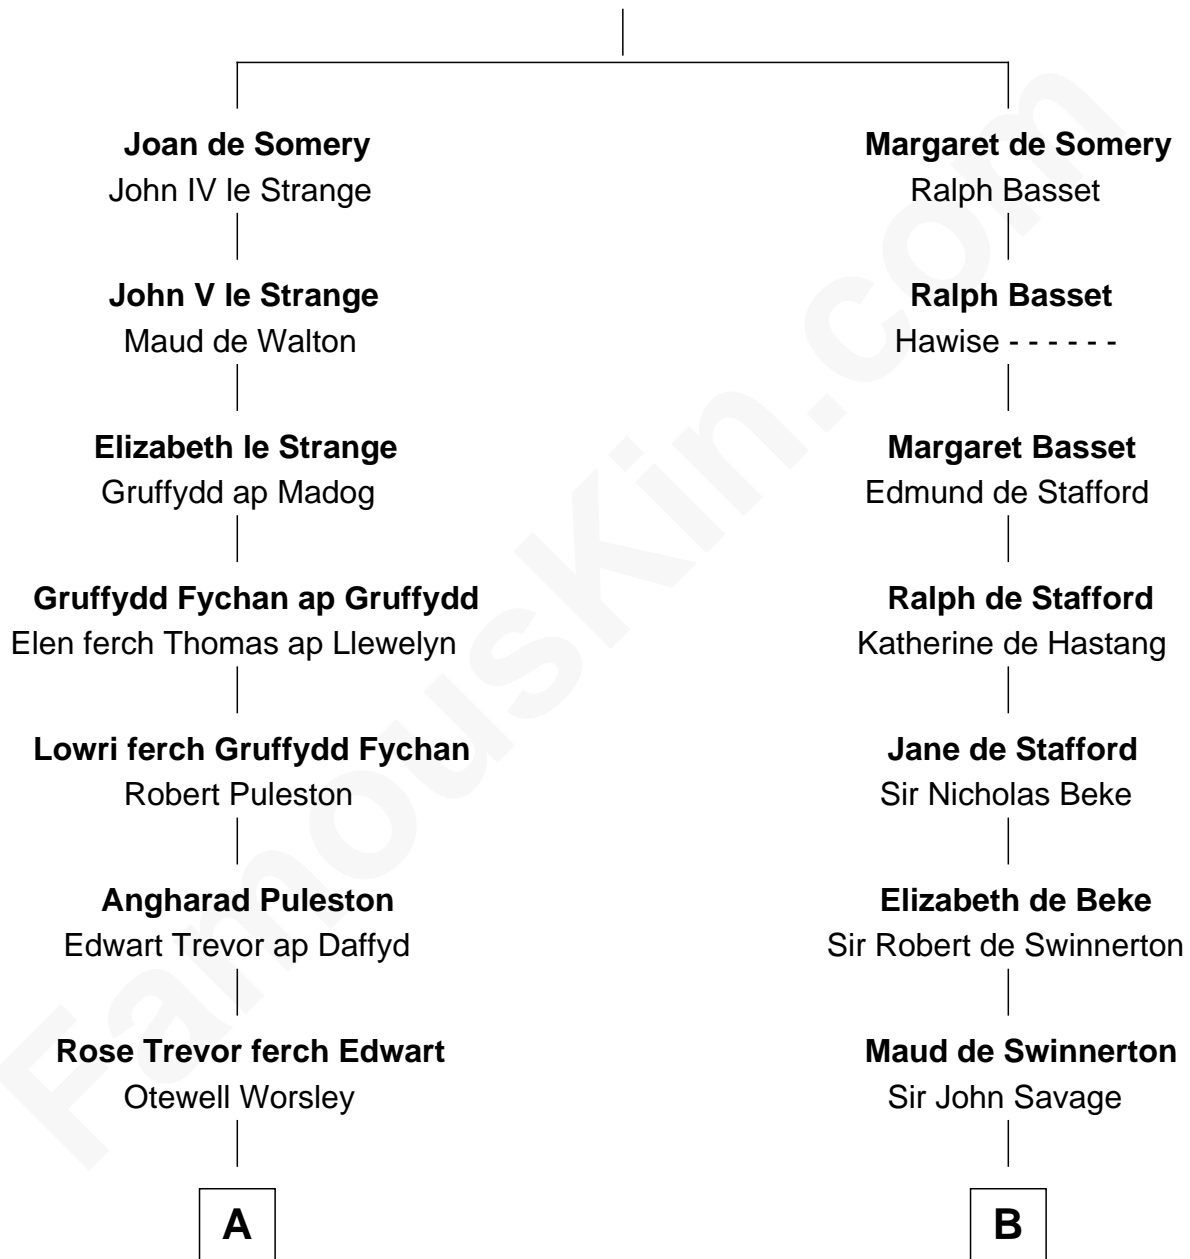 Joan de Somery
John IV le Strange
John V le Strange
Maud de Walton
Elizabeth le Strange
Gruffydd ap Madog
Gruffydd Fychan ap Gruffydd
Elen ferch Thomas ap Llewelyn
Lowri ferch Gruffydd Fychan
Robert Puleston
Angharad Puleston
Edwart Trevor ap Daffyd
Rose Trevor ferch Edwart
Otewell Worsley
A
Margaret de Somery
Ralph Basset
Ralph Basset
Hawise - - - - - -
Margaret Basset
Edmund de Stafford
Ralph de Stafford
Katherine de Hastang
Jane de Stafford
Sir Nicholas Beke
Elizabeth de Beke
Sir Robert de Swinnerton
Maud de Swinnerton
Sir John Savage
B
FamousKin.com